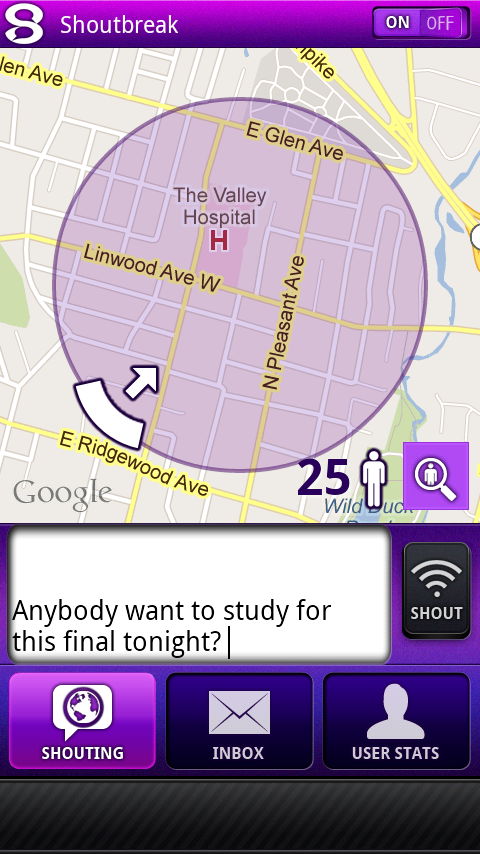 S Shoutbreak
ON OFF
len Ave
pike
E Glen Ave
The Valley
Hospital
H
Linwood Ave W
N Pleasant Ave
E Ridgewood Ave
Google
25
Wild Duck
Anybody want to study for
this final tonight?
SHOUT
SHOUTING
INBOX
USER STATS